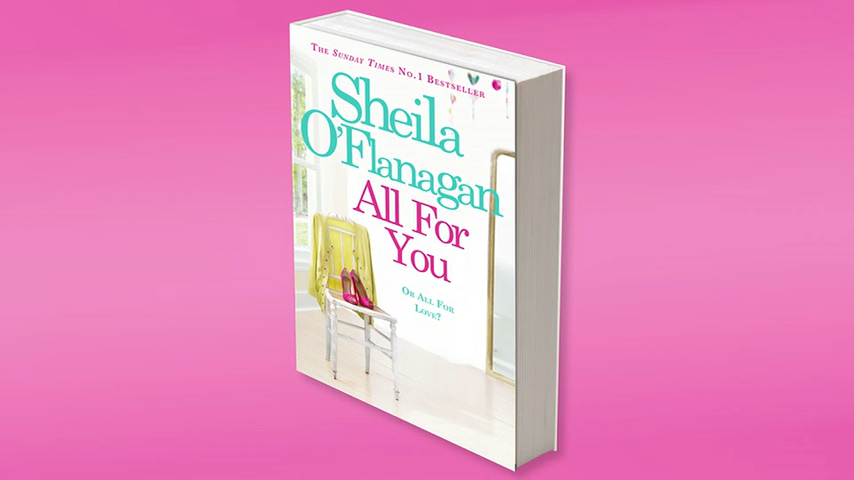 The Sunday Times No.1 Bestseller
Sheila
O'Flanagan
All For
You
Or All For
Love?